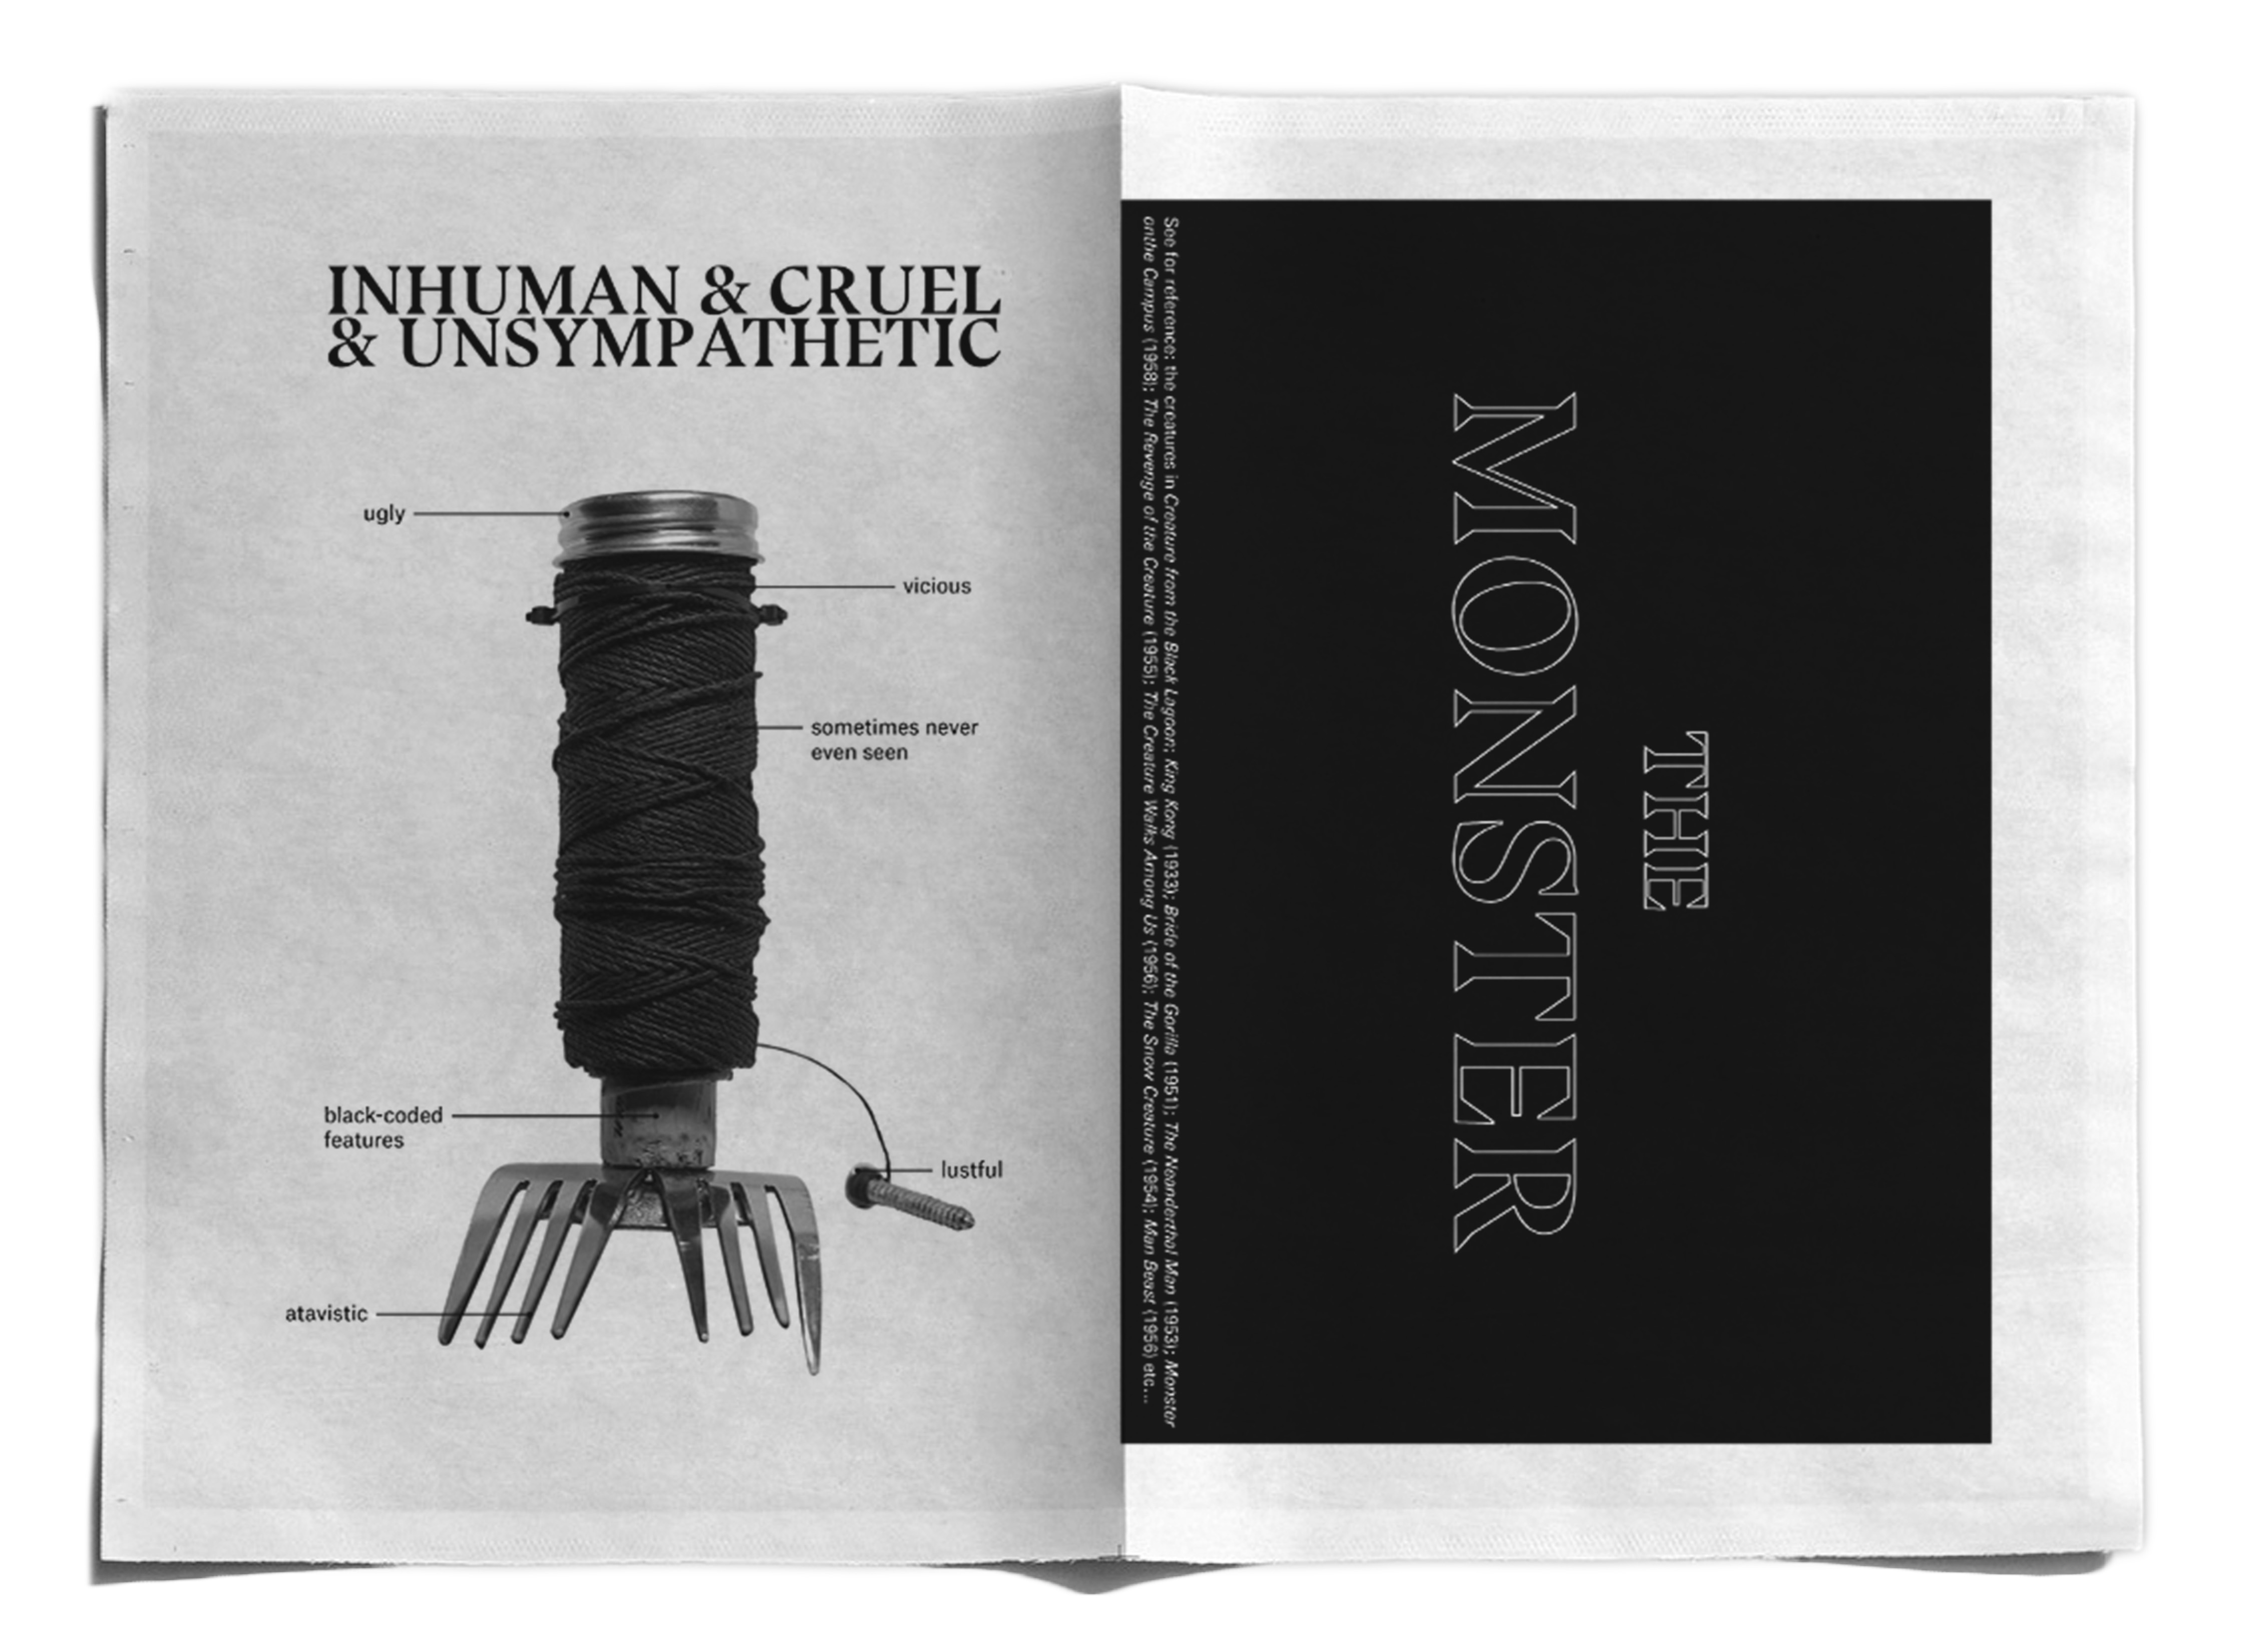 INHUMAN & CRUEL
& UNSYMPATHETIC
ugly
vicious
sometimes never
even seen
black-coded
features
lustful
atavistic
THE
MONSTER
See for reference: the creatures in Creature from the Black Lagoon; King Kong (1933); Bride of the Gorilla (1951); The Neanderthal Man (1953); Monster
onthe Campus (1958); The Revenge of the Creature (1955); The Creature Walks Among Us (1956); The Snow Creature (1954); Man Beast (1956) etc...